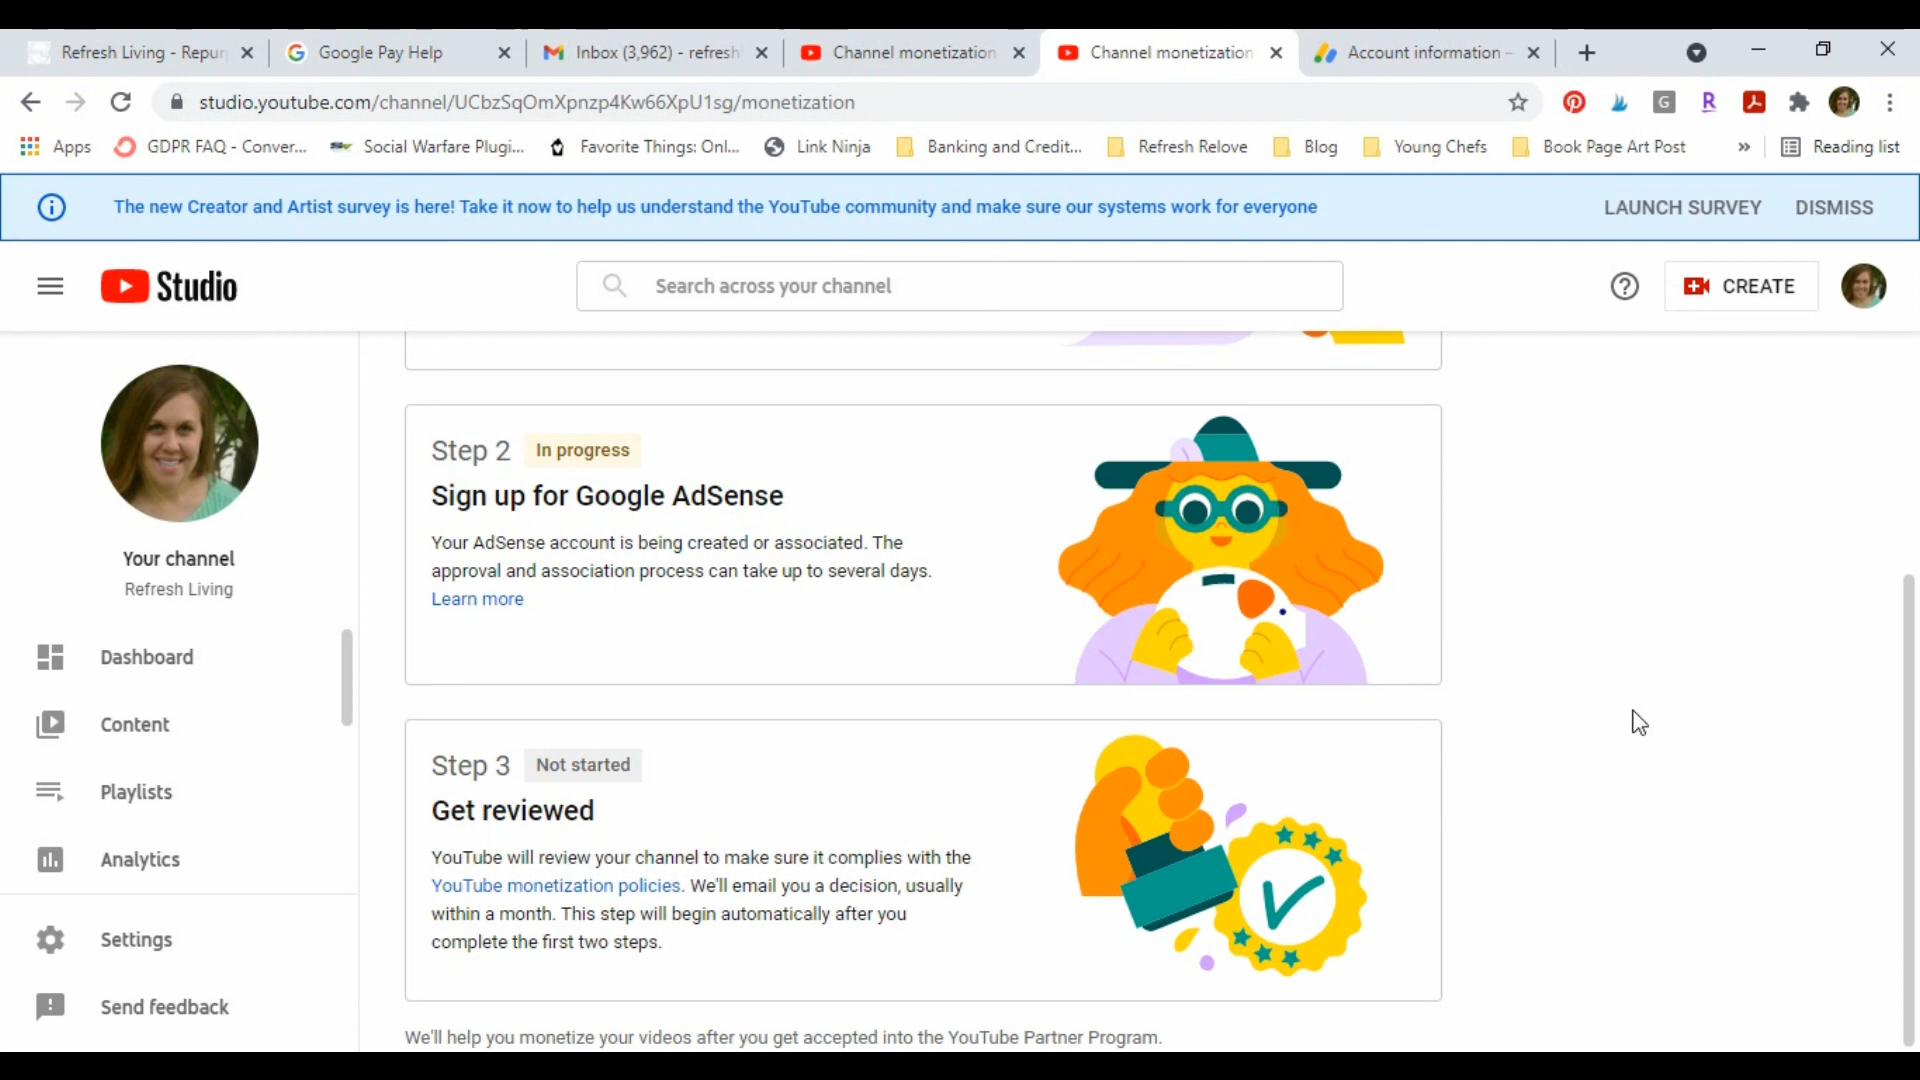 Refresh Living - Repur
Google Pay Help
Inbox (3,962) - refresh
Channel monetization
Channel monetization
Account information –
studio.youtube.com/channel/UCbzSqOmXpnzp4Kw66XpU1sg/monetization
G
R
Apps
GDPR FAQ - Conver...
Social Warfare Plugi...
Favorite Things: Onl...
Link Ninja
Banking and Credit...
Refresh Relove
Blog
Young Chefs
Book Page Art Post
»
Reading list
The new Creator and Artist survey is here! Take it now to help us understand the YouTube community and make sure our systems work for everyone
LAUNCH SURVEY
DISMISS
Studio
Search across your channel
CREATE
Your channel
Refresh Living
Dashboard
Content
Playlists
Analytics
Settings
Send feedback
Step 2 In progress
Sign up for Google AdSense
Your AdSense account is being created or associated. The
approval and association process can take up to several days.
Learn more
Step 3 Not started
Get reviewed
YouTube will review your channel to make sure it complies with the
YouTube monetization policies. We'll email you a decision, usually
within a month. This step will begin automatically after you
complete the first two steps.
We'll help you monetize your videos after you get accepted into the YouTube Partner Program.